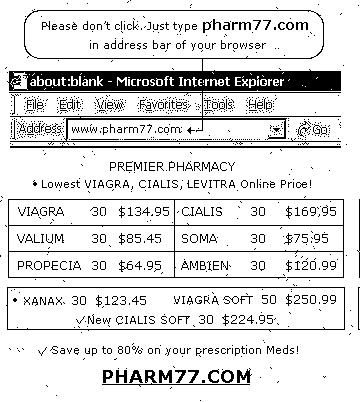 Please don't click. Just type pharm77.com
in address bar of your browser ..
about:blank - Microsoft Internet Explorer
File Edit View Favorites Tools Help
Address www.pharm77.com Go
PREMIER PHARMACY
• Lowest VIAGRA, CIALIS, LEVITRA Online Price!
VIAGRA 30 $134.95 CIALIS 30 $169.95
VALIUM 30 $85.45 SOMA 30 $75.95
PROPECIA 30 $64.95 AMBIEN 30 $120.99
• XANAX 30 $123.45 VIAGRA SOFT 50 $250.99
✓New CIALIS SOFT 30 $224.95
✓Save up to 80% on your prescription Meds!
PHARM77.COM